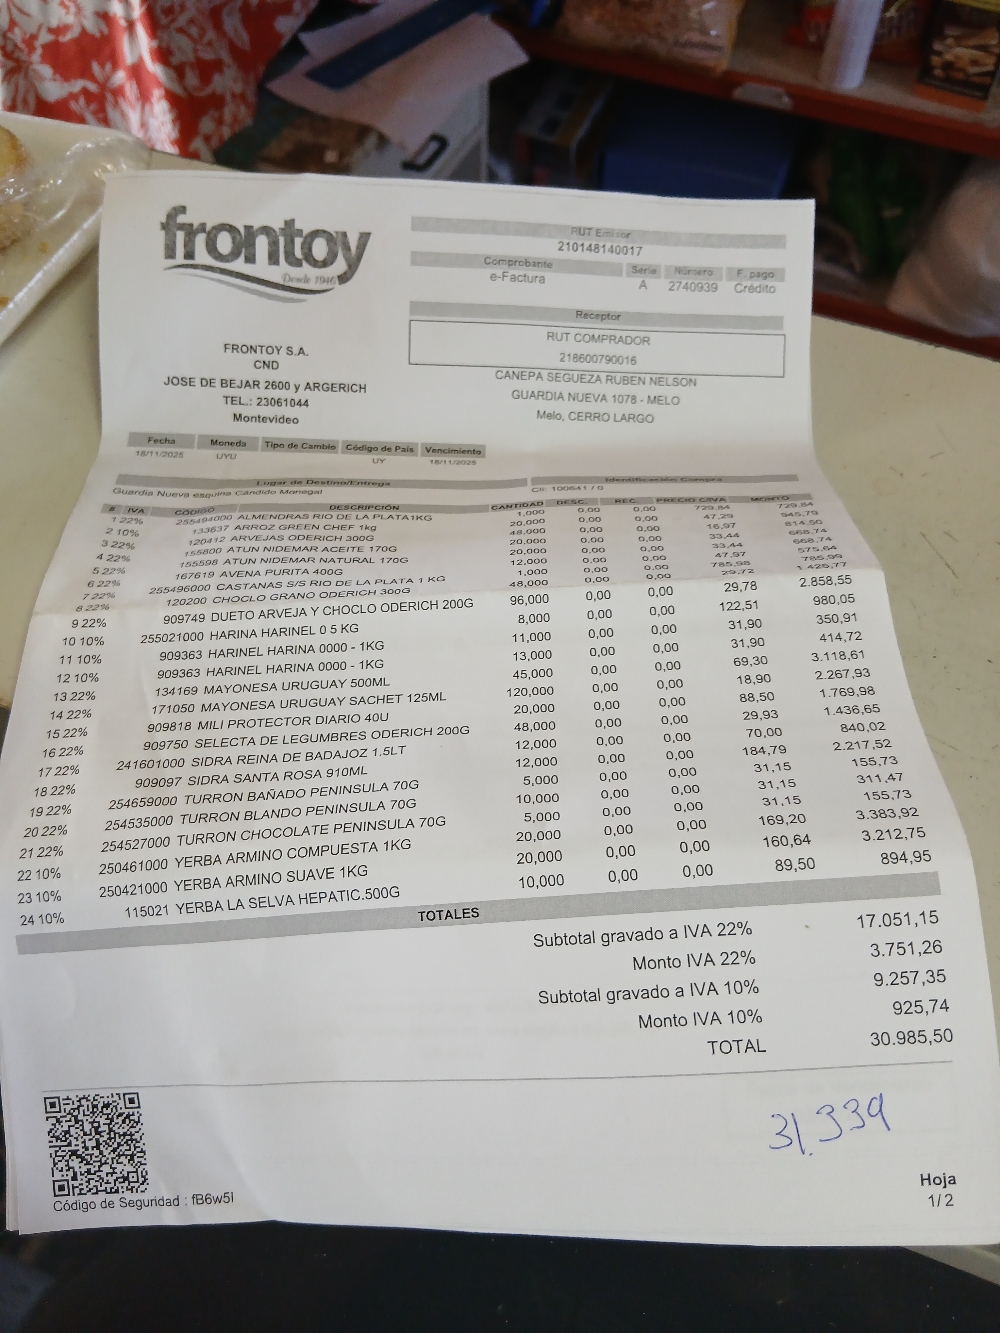 frontoy
Desde 1946
FRONTOY S.A.
CND
JOSE DE BEJAR 2600 y ARGERICH
TEL.: 23061044
Montevideo
RUT Emisor
210148140017
Comprobante Serie Número F. pago
e-Factura A 2740939 Crédito
Receptor
RUT COMPRADOR
218600790016
CANEPA SEGUEZA RUBEN NELSON
GUARDIA NUEVA 1078 - MELO
Melo, CERRO LARGO
Fecha Moneda Tipo de Cambio Código de País Vencimiento
18/11/2025 UYU UY 18/11/2025
Lugar de Destino/Entrega Identificación Compra
Guardia Nueva esquina Candido Monegal Cli: 100641 / 0
# IVA CÓDIGO DESCRIPCIÓN CANTIDAD DESC. REC. PRECIO C/IVA MONTO
1 22% 255494000 ALMENDRAS RIO DE LA PLATA1KG 1,000 0,00 0,00 729,84 729,84
2 10% 133637 ARROZ GREEN CHEF 1kg 20,000 0,00 0,00 47,29 945,79
3 22% 120412 ARVEJAS ODERICH 300G 48,000 0,00 0,00 16,97 814,50
4 22% 155800 ATUN NIDEMAR ACEITE 170G 20,000 0,00 0,00 33,44 668,74
5 22% 155598 ATUN NIDEMAR NATURAL 170G 20,000 0,00 0,00 33,44 668,74
6 22% 167619 AVENA PURITA 400G 12,000 0,00 0,00 47,97 575,64
7 22% 255496000 CASTAÑAS S/S RIO DE LA PLATA 1 KG 1,000 0,00 0,00 785,98 785,99
8 22% 120200 CHOCLO GRANO ODERICH 300G 48,000 0,00 0,00 29,72 1.426,77
9 22% 909749 DUETO ARVEJA Y CHOCLO ODERICH 200G 96,000 0,00 0,00 29,78 2.858,55
10 10% 255021000 HARINA HARINEL 0 5 KG 8,000 0,00 0,00 122,51 980,05
11 10% 909363 HARINEL HARINA 0000 - 1KG 11,000 0,00 0,00 31,90 350,91
12 10% 909363 HARINEL HARINA 0000 - 1KG 13,000 0,00 0,00 31,90 414,72
13 22% 134169 MAYONESA URUGUAY 500ML 45,000 0,00 0,00 69,30 3.118,61
14 22% 171050 MAYONESA URUGUAY SACHET 125ML 120,000 0,00 0,00 18,90 2.267,93
15 22% 909818 MILI PROTECTOR DIARIO 40U 20,000 0,00 0,00 88,50 1.769,98
16 22% 909750 SELECTA DE LEGUMBRES ODERICH 200G 48,000 0,00 0,00 29,93 1.436,65
17 22% 241601000 SIDRA REINA DE BADAJOZ 1.5LT 12,000 0,00 0,00 70,00 840,02
18 22% 909097 SIDRA SANTA ROSA 910ML 12,000 0,00 0,00 184,79 2.217,52
19 22% 254659000 TURRON BAÑADO PENINSULA 70G 5,000 0,00 0,00 31,15 155,73
20 22% 254535000 TURRON BLANDO PENINSULA 70G 10,000 0,00 0,00 31,15 311,47
21 22% 254527000 TURRON CHOCOLATE PENINSULA 70G 5,000 0,00 0,00 31,15 155,73
22 10% 250461000 YERBA ARMINO COMPUESTA 1KG 20,000 0,00 0,00 169,20 3.383,92
23 10% 250421000 YERBA ARMINO SUAVE 1KG 20,000 0,00 0,00 160,64 3.212,75
24 10% 115021 YERBA LA SELVA HEPATIC.500G 10,000 0,00 0,00 89,50 894,95
TOTALES
Subtotal gravado a IVA 22% 17.051,15
Monto IVA 22% 3.751,26
Subtotal gravado a IVA 10% 9.257,35
Monto IVA 10% 925,74
TOTAL 30.985,50
31.339
Código de Seguridad : fB6w5I
Hoja
1/ 2